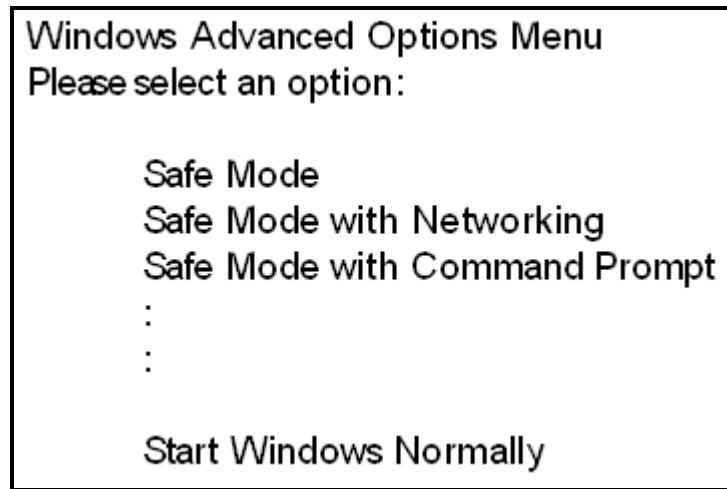 Windows Advanced Options Menu
Please select an option:
Safe Mode
Safe Mode with Networking
Safe Mode with Command Prompt
:
:
Start Windows Normally